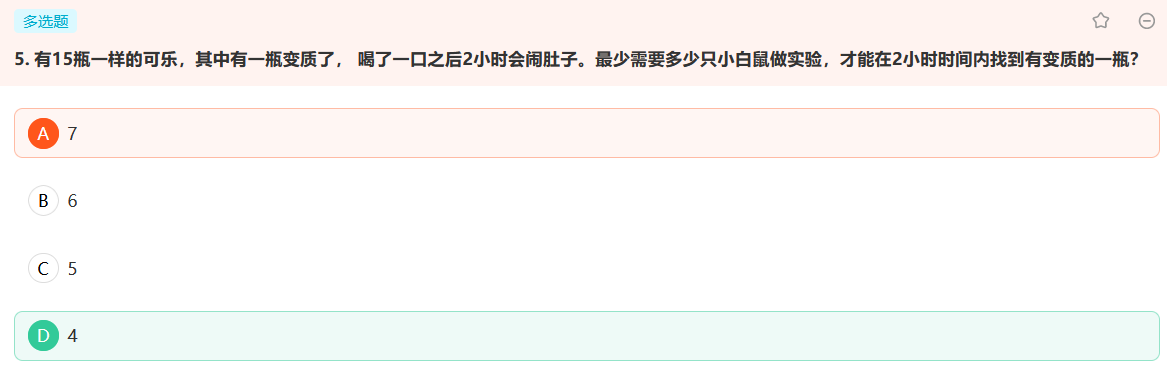 多选题
5. 有15瓶一样的可乐，其中有一瓶变质了， 喝了一口之后2小时会闹肚子。最少需要多少只小白鼠做实验，才能在2小时时间内找到有变质的一瓶?
A 7
B 6
C 5
D 4